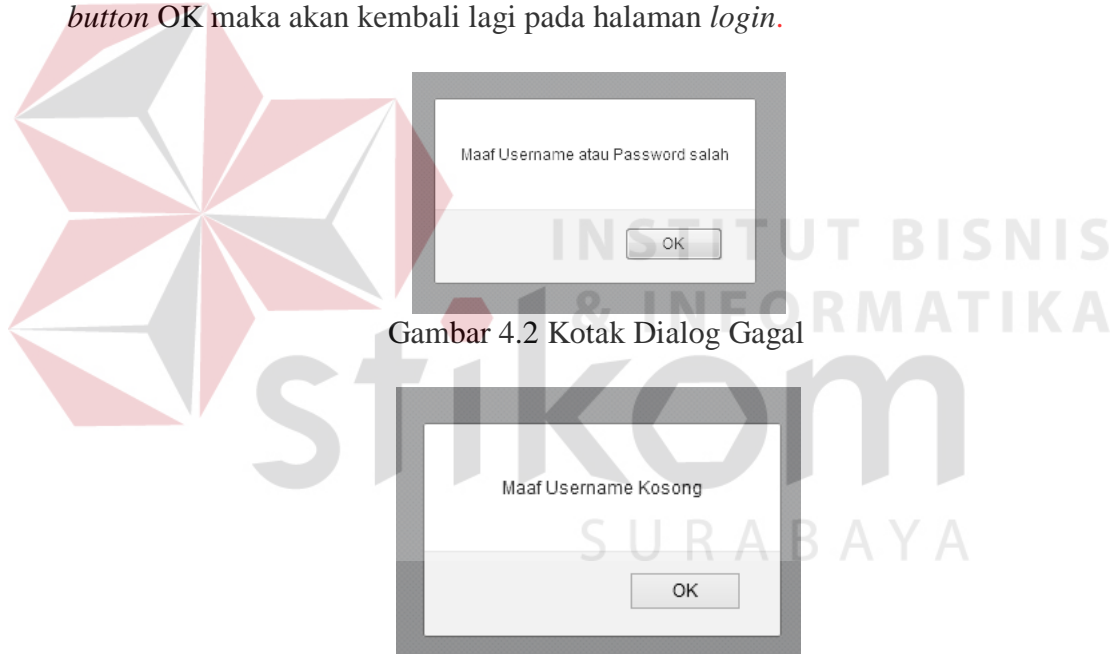 button OK maka akan kembali lagi pada halaman login.
Maaf Username atau Password salah
OK
INSTITUT BISNIS
& INFORMATIKA
Gambar 4.2 Kotak Dialog Gagal
stikom
Maaf Username Kosong
SURABAYA
OK